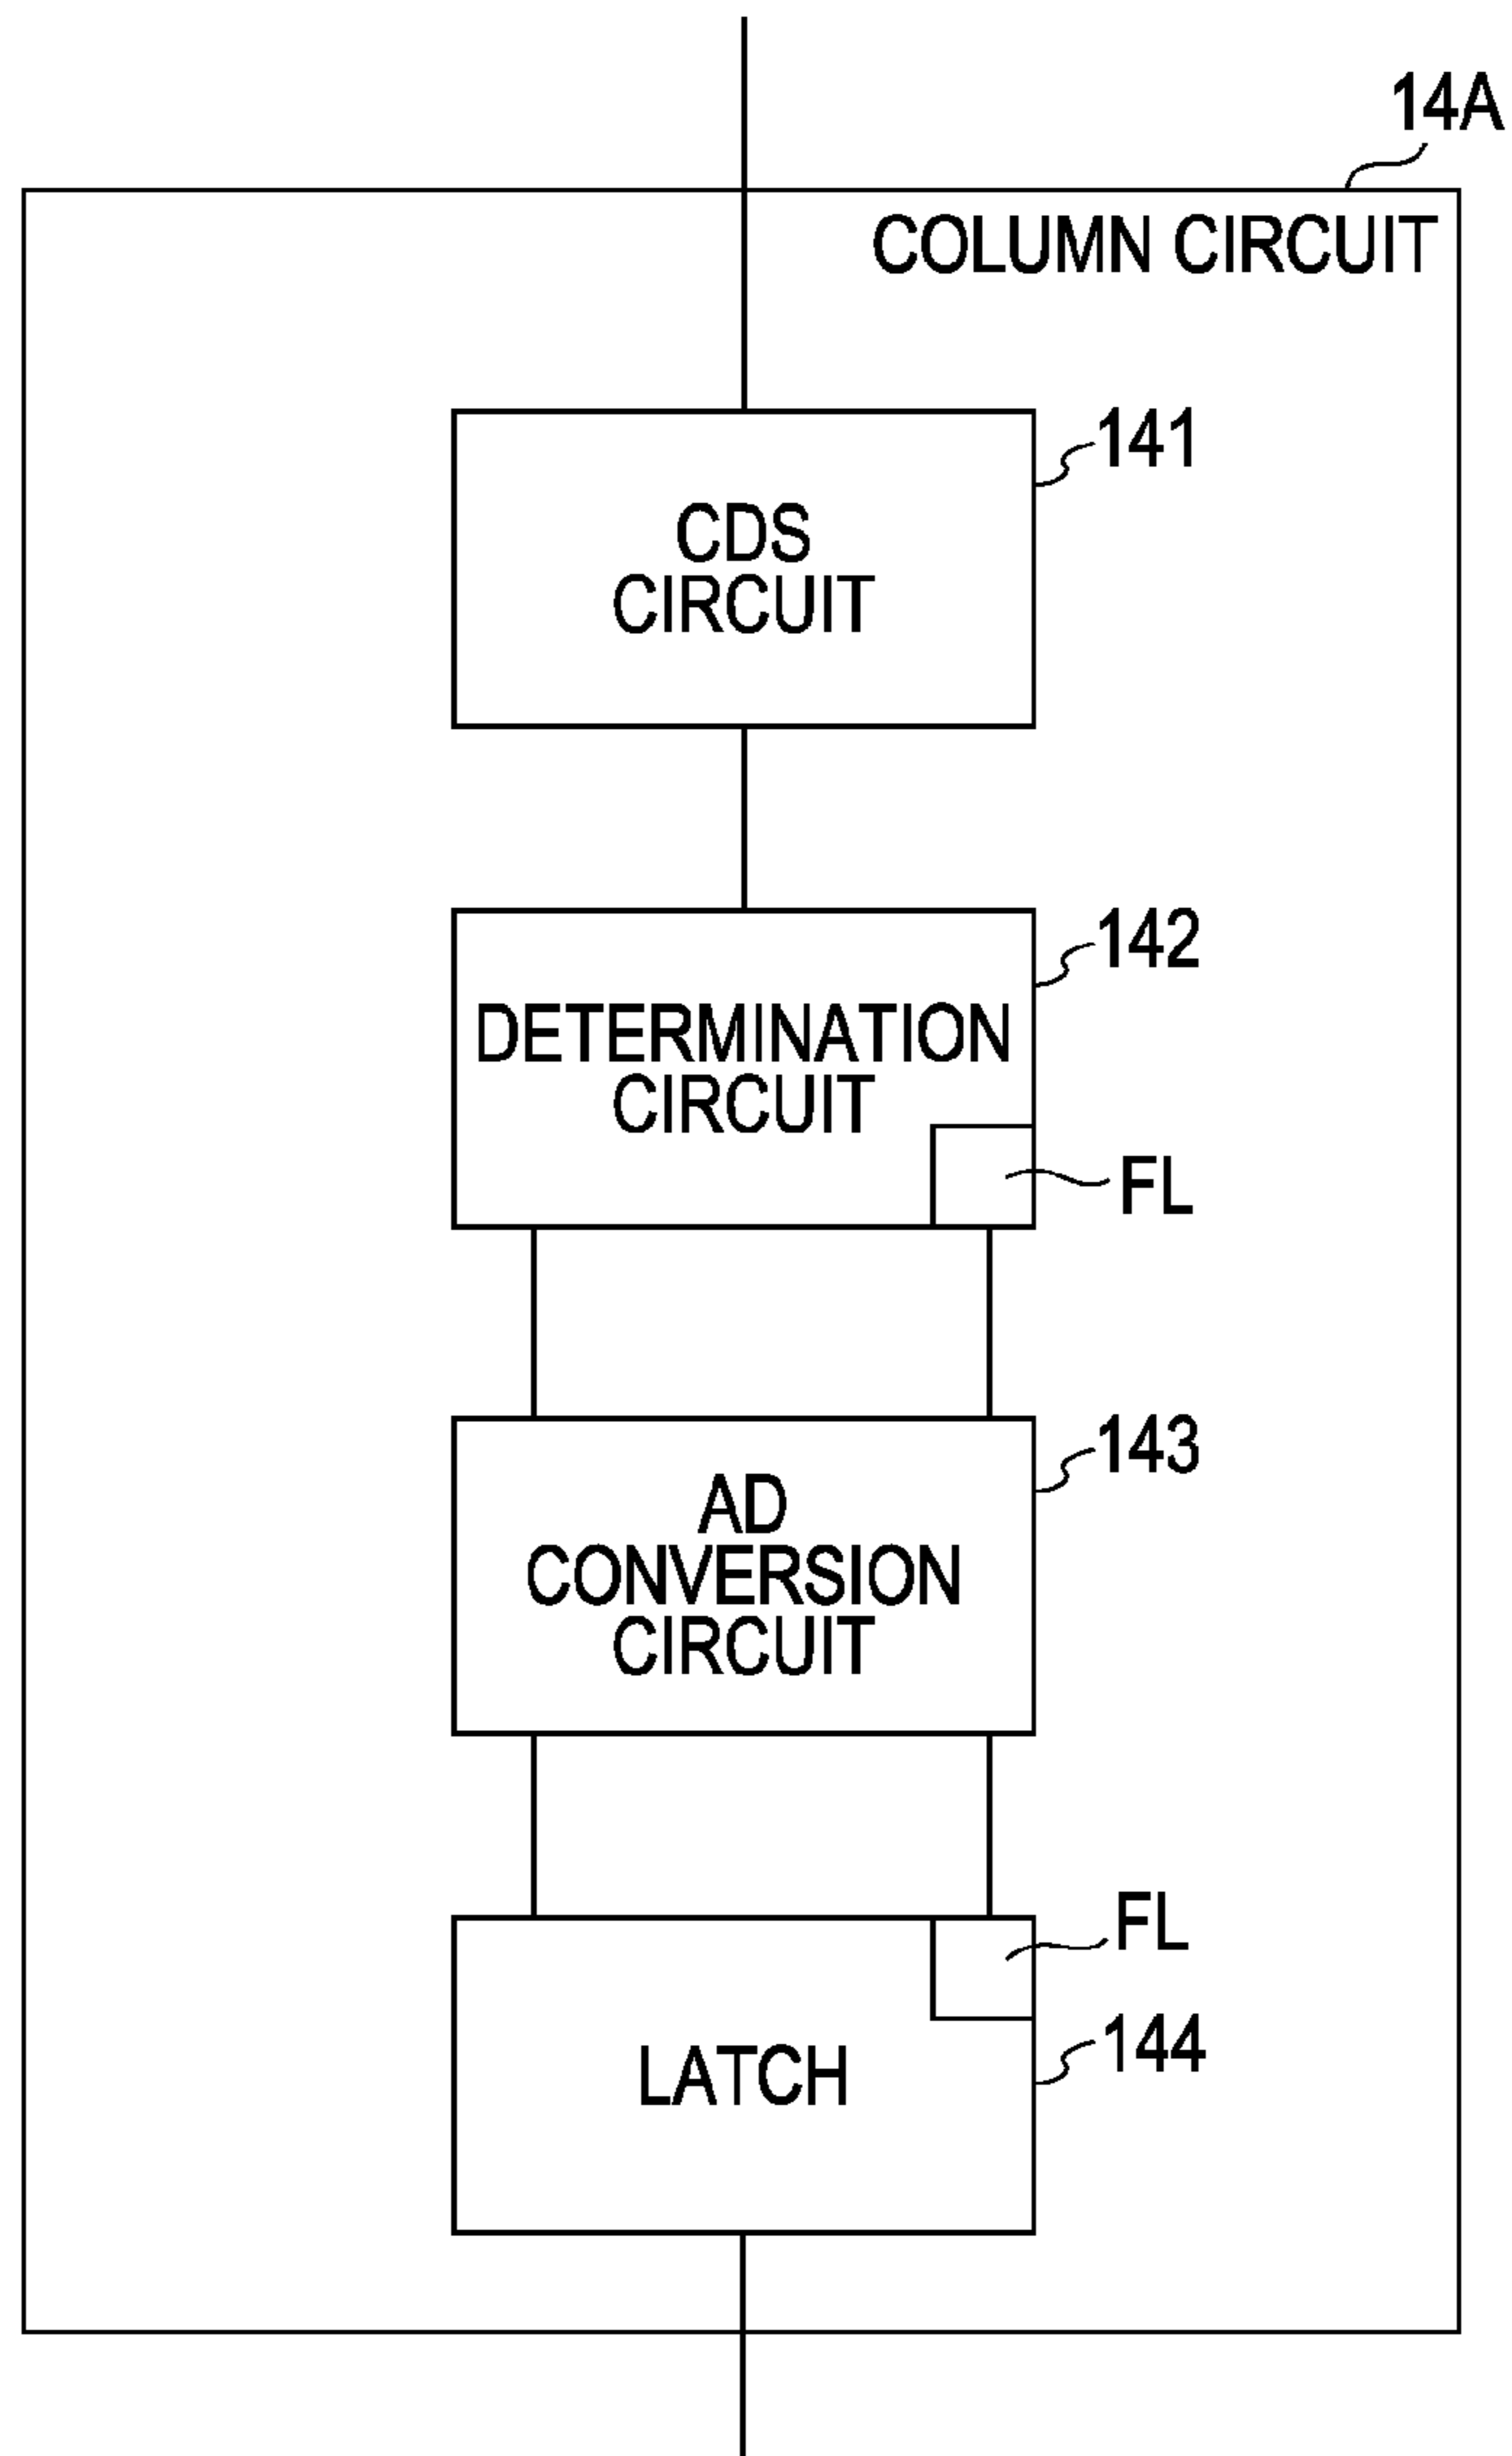 14A
COLUMN CIRCUIT
141
CDS
CIRCUIT
142
DETERMINATION
CIRCUIT
FL
143
AD
CONVERSION
CIRCUIT
FL
144
LATCH